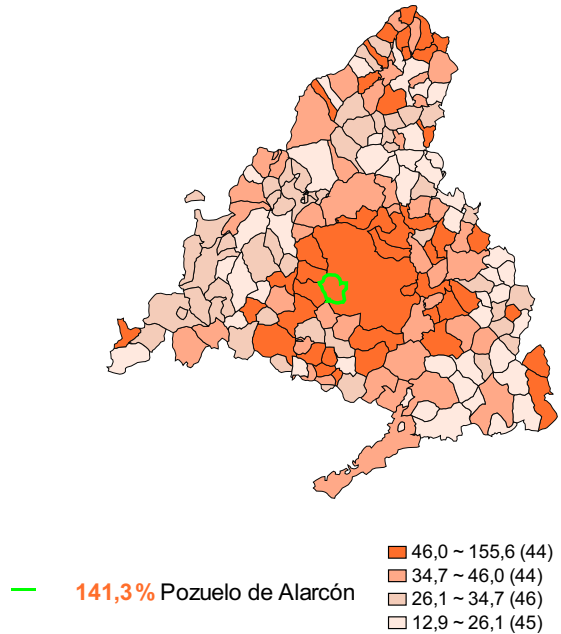 46,0 ~ 155,6 (44)
34,7 ~ 46,0 (44)
141,3% Pozuelo de Alarcón
26,1 ~ 34,7 (46)
12,9 ~ 26,1 (45)